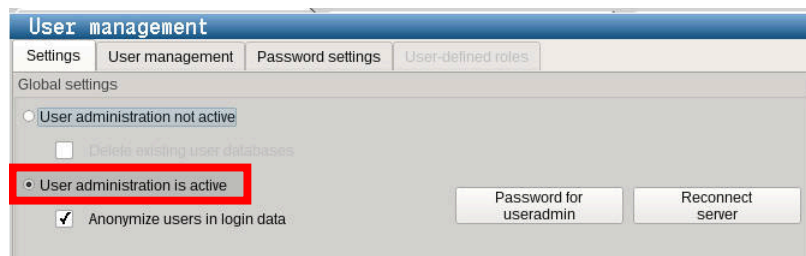 User management
Settings
User management
Password settings
User-defined roles
Global settings
User administration not active
Delete existing user databases
User administration is active
Anonymize users in login data
Password for
useradmin
Reconnect
server